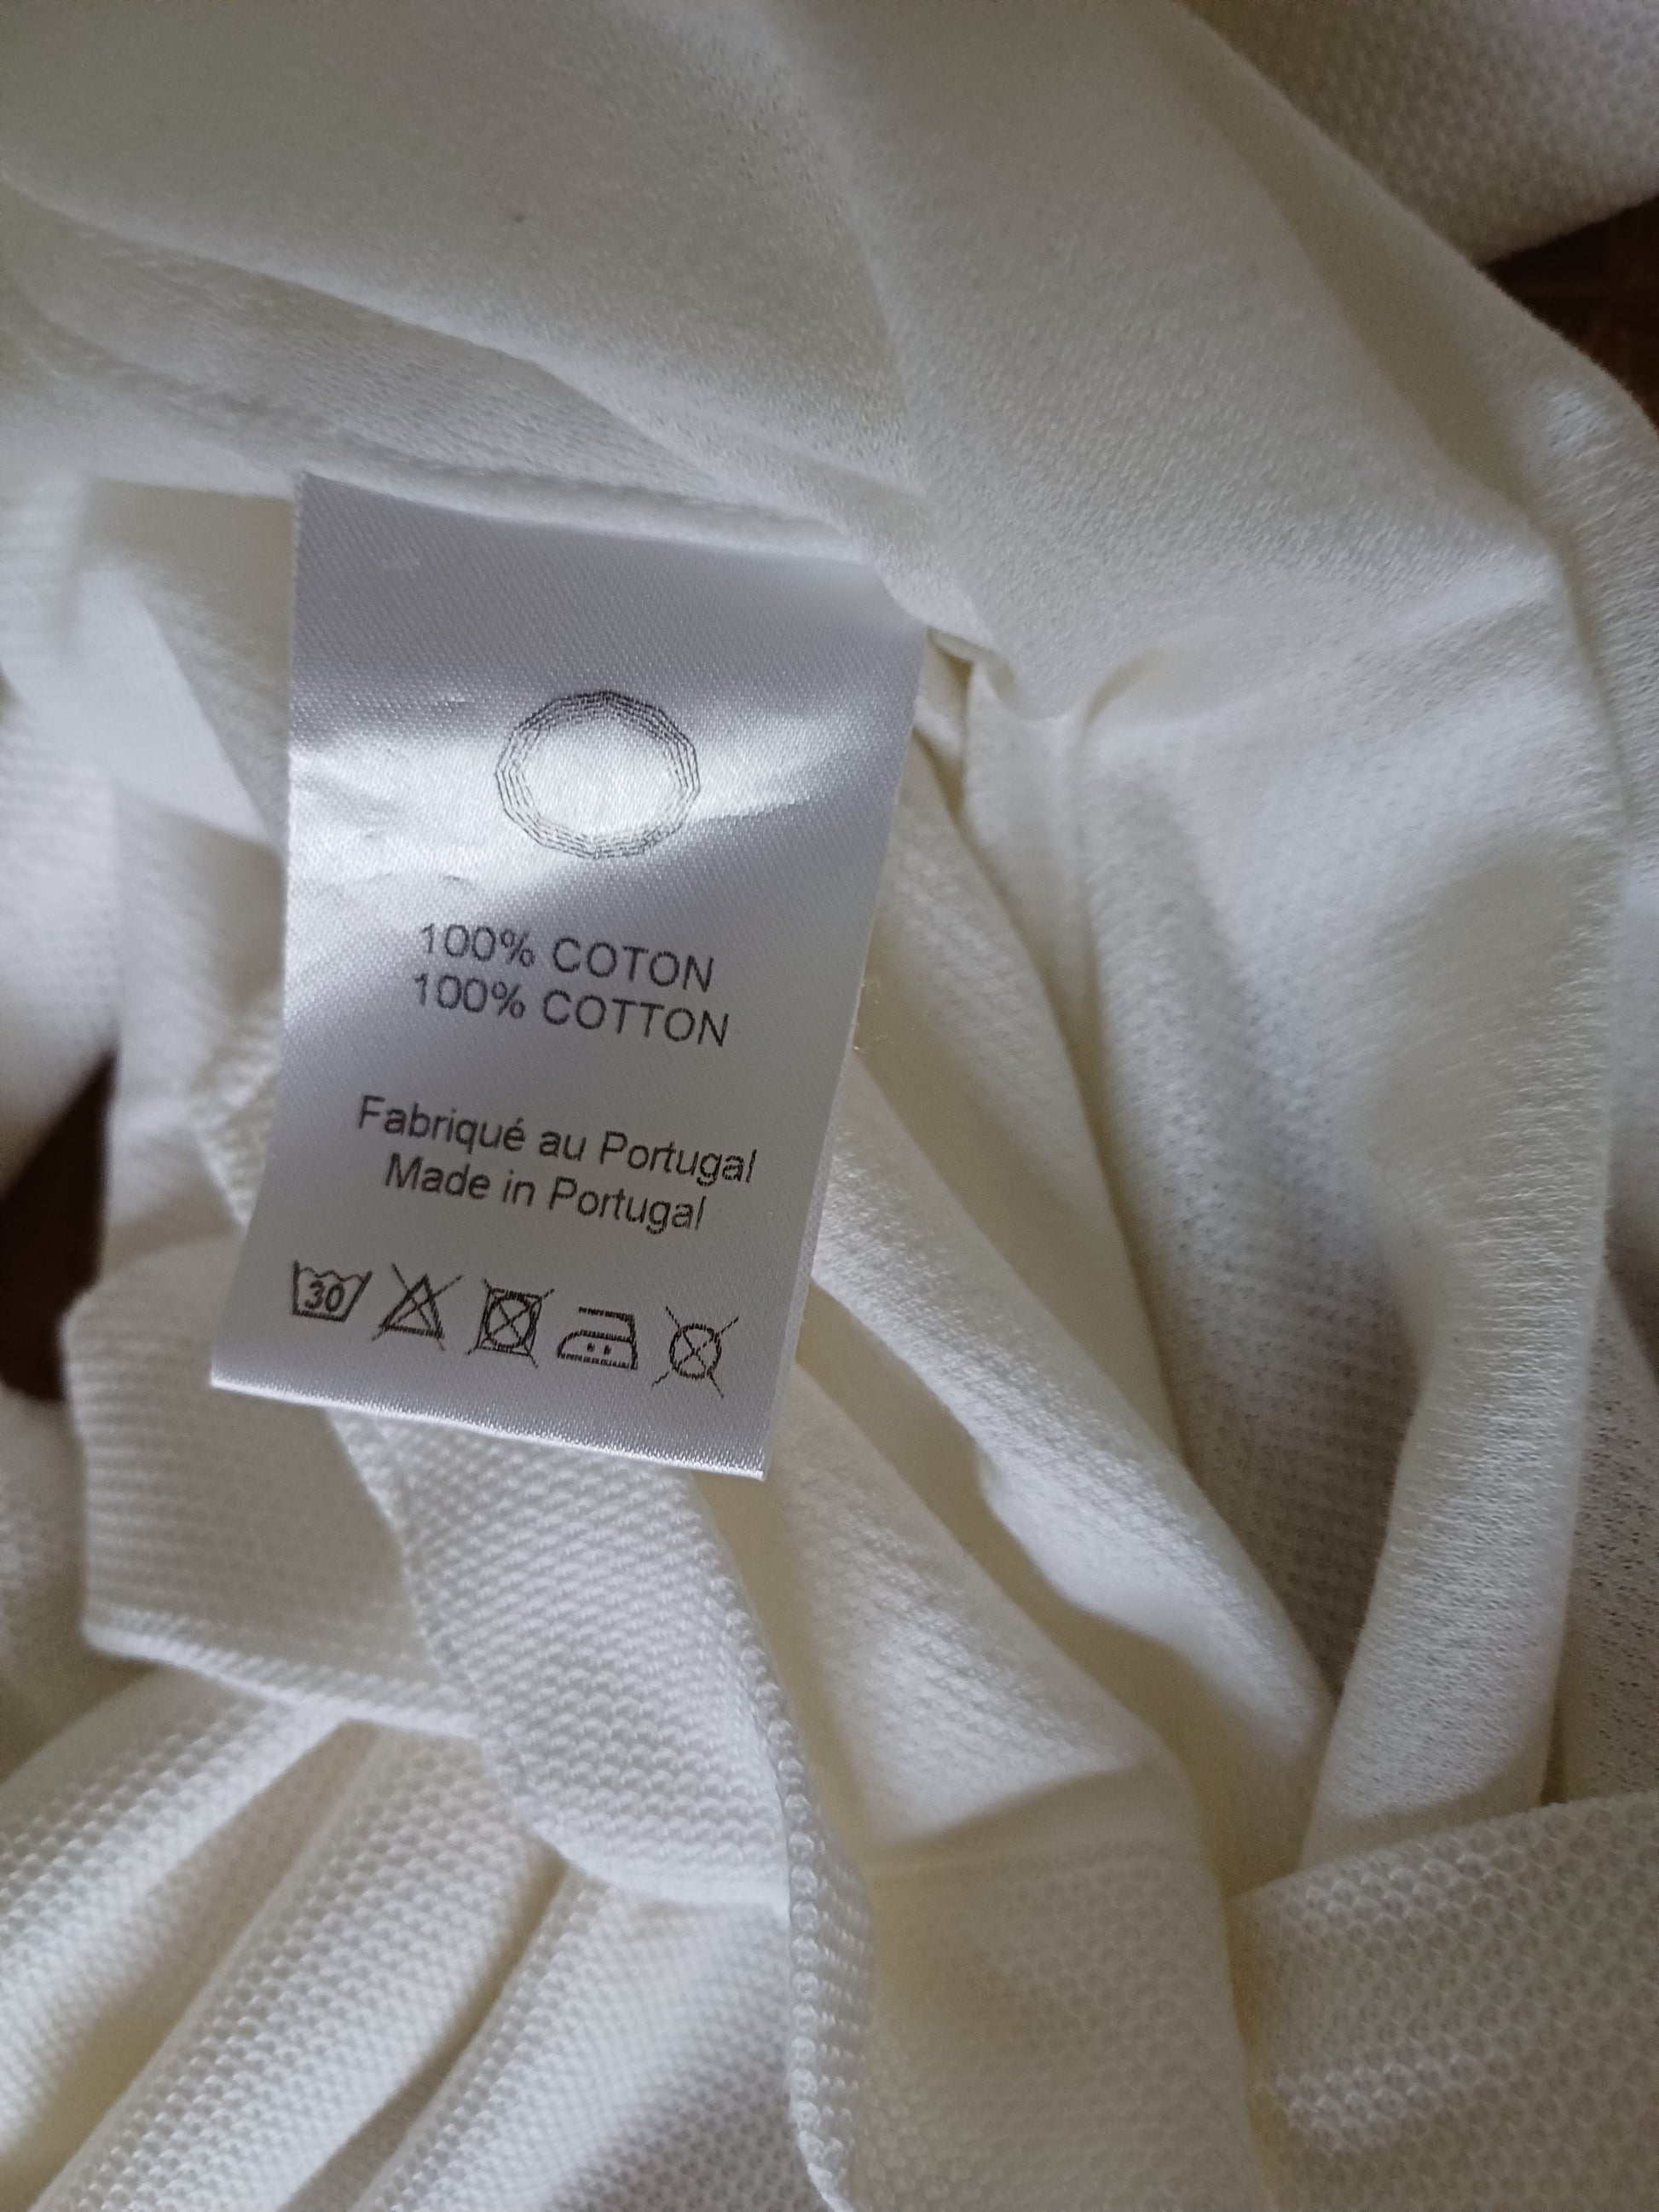 100% COTON
100% COTTON
Fabriqué au Portugal
Made in Portugal
30